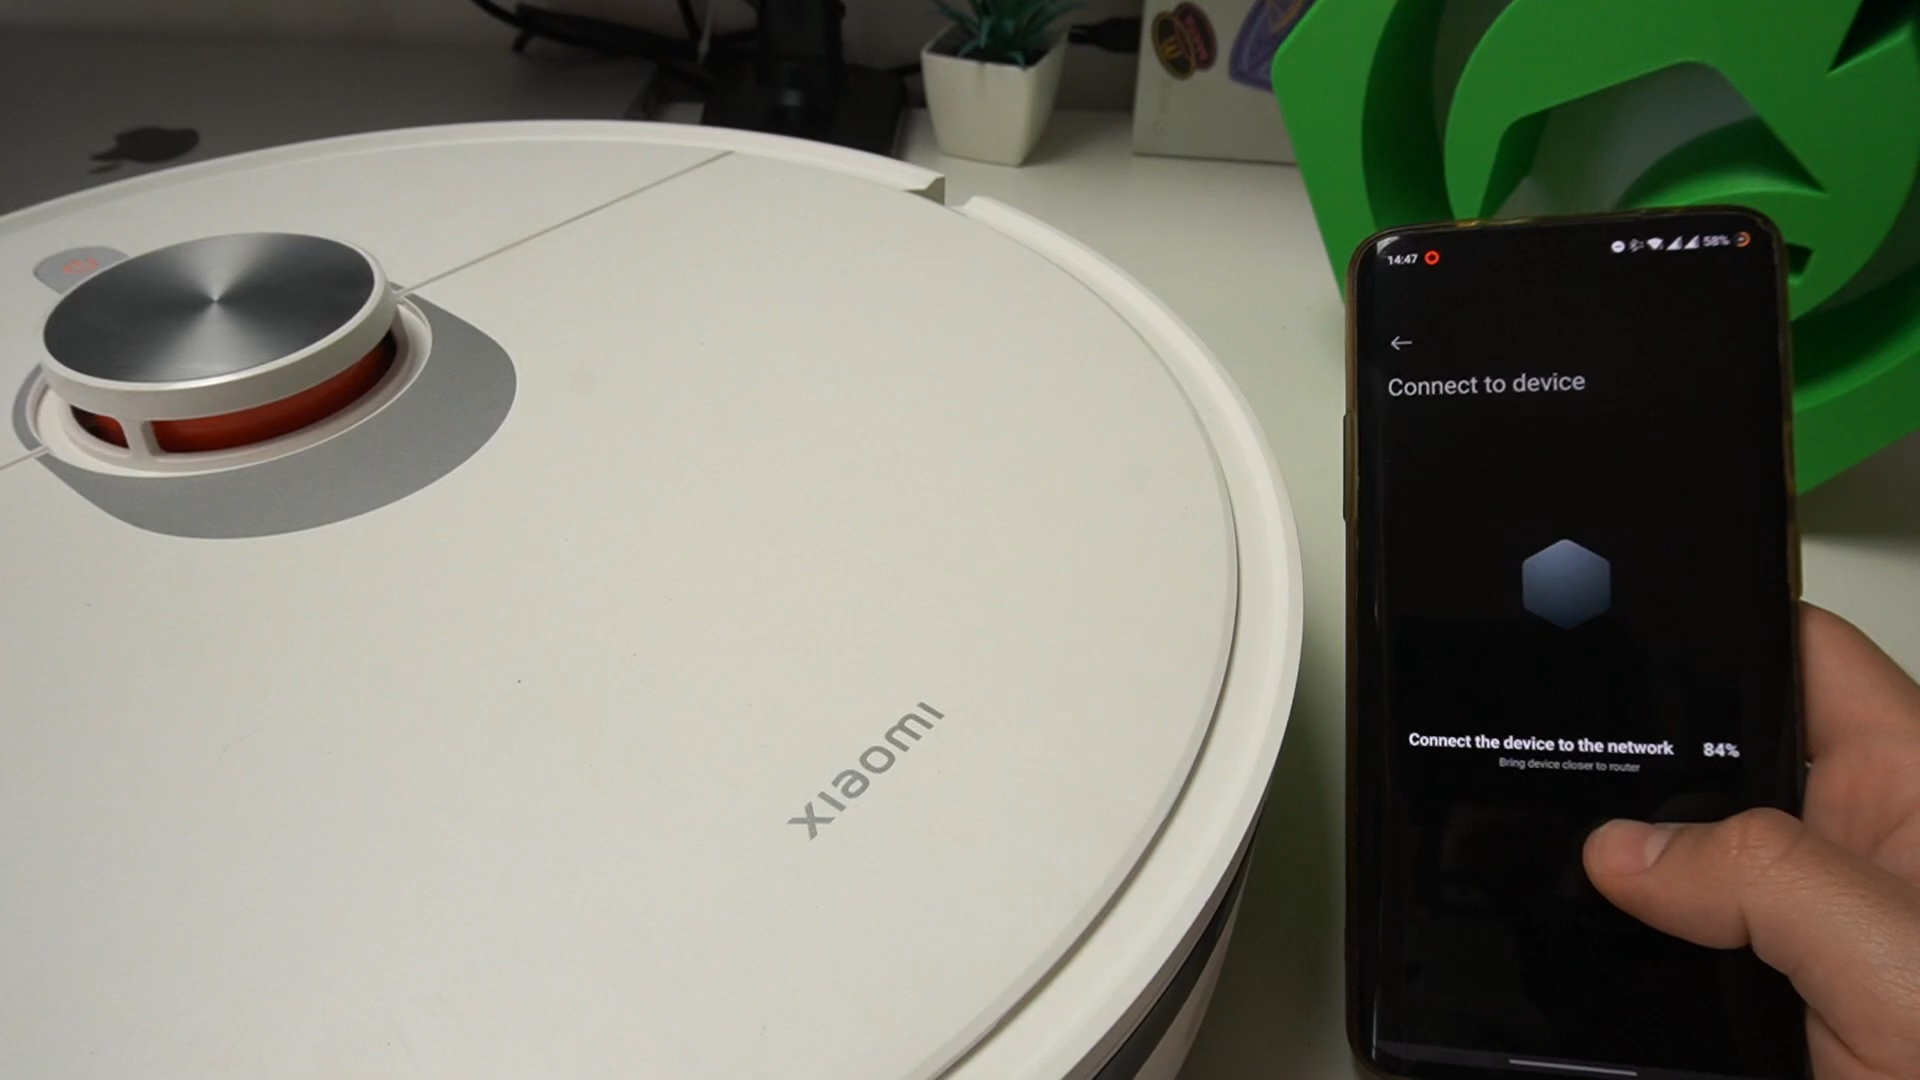 14:47
58%
Connect to device
Connect the device to the network 84%
Bring device closer to router
xiaomi